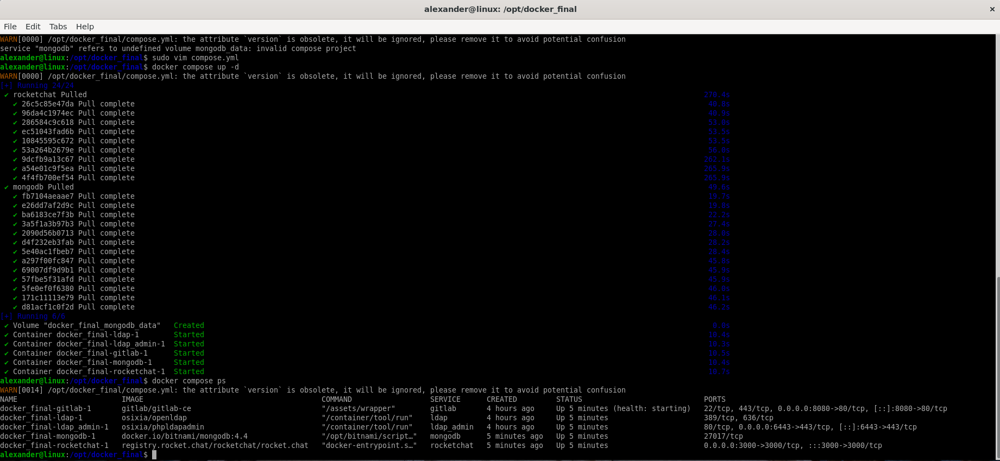 alexander@linux: /opt/docker_final
×
File Edit Tabs Help
WARN[0000] /opt/docker_final/compose.yml: the attribute `version` is obsolete, it will be ignored, please remove it to avoid potential confusion
service "mongodb" refers to undefined volume mongodb_data: invalid compose project
alexander@linux:/opt/docker_final$ sudo vim compose.yml
alexander@linux:/opt/docker_final$ docker compose up -d
WARN[0000] /opt/docker_final/compose.yml: the attribute `version` is obsolete, it will be ignored, please remove it to avoid potential confusion
[+] Running 24/24
✔ rocketchat Pulled 270.4s
✔ 26c5c85e47da Pull complete 40.8s
✔ 96da4c1974ec Pull complete 40.9s
✔ 286584c9c618 Pull complete 53.0s
✔ ec51043fad6b Pull complete 53.5s
✔ 10845595c672 Pull complete 53.5s
✔ 53a264b2679e Pull complete 56.0s
✔ 9dcfb9a13c67 Pull complete 262.1s
✔ a54e01c9f5ea Pull complete 265.9s
✔ 4f4fb700ef54 Pull complete 265.9s
✔ mongodb Pulled 49.6s
✔ fb7104aeaae7 Pull complete 19.7s
✔ e26dd7af2d9c Pull complete 19.8s
✔ ba6183ce7f3b Pull complete 22.2s
✔ 3a5f1a3b97b3 Pull complete 27.4s
✔ 2090d56b0713 Pull complete 28.0s
✔ d4f232eb3fab Pull complete 28.2s
✔ 5e40ac1fbeb7 Pull complete 28.4s
✔ a297f00fc847 Pull complete 45.8s
✔ 69007df9d9b1 Pull complete 45.9s
✔ 57fbe5f31afd Pull complete 45.9s
✔ 5fe0ef0f6380 Pull complete 46.0s
✔ 171c11113e79 Pull complete 46.1s
✔ d81acf1c0f2d Pull complete 46.2s
[+] Running 6/6
✔ Volume "docker_final_mongodb_data" Created 0.0s
✔ Container docker_final-ldap-1 Started 10.4s
✔ Container docker_final-ldap_admin-1 Started 10.3s
✔ Container docker_final-gitlab-1 Started 10.5s
✔ Container docker_final-mongodb-1 Started 10.4s
✔ Container docker_final-rocketchat-1 Started 10.7s
alexander@linux:/opt/docker_final$ docker compose ps
WARN[0014] /opt/docker_final/compose.yml: the attribute `version` is obsolete, it will be ignored, please remove it to avoid potential confusion
NAME IMAGE COMMAND SERVICE CREATED STATUS PORTS
docker_final-gitlab-1 gitlab/gitlab-ce "/assets/wrapper" gitlab 4 hours ago Up 5 minutes (health: starting) 22/tcp, 443/tcp, 0.0.0.0:8080->80/tcp, [::]:8080->80/tcp
docker_final-ldap-1 osixia/openldap "/container/tool/run" ldap 4 hours ago Up 5 minutes 389/tcp, 636/tcp
docker_final-ldap_admin-1 osixia/phpldapadmin "/container/tool/run" ldap_admin 4 hours ago Up 5 minutes 80/tcp, 0.0.0.0:6443->443/tcp, [::]:6443->443/tcp
docker_final-mongodb-1 docker.io/bitnami/mongodb:4.4 "/opt/bitnami/script…" mongodb 5 minutes ago Up 5 minutes 27017/tcp
docker_final-rocketchat-1 registry.rocket.chat/rocketchat/rocket.chat "docker-entrypoint.s…" rocketchat 5 minutes ago Up 5 minutes 0.0.0.0:3000->3000/tcp, :::3000->3000/tcp
alexander@linux:/opt/docker_final$